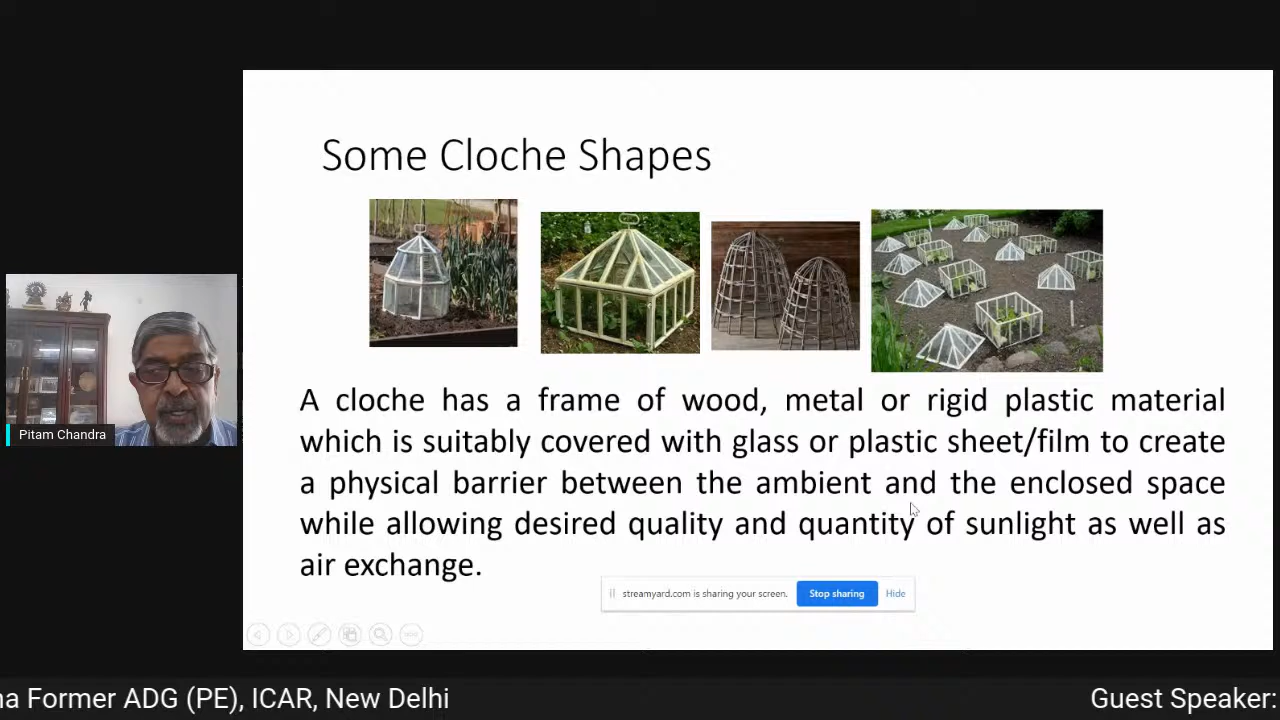 Some Cloche Shapes
A cloche has a frame of wood, metal or rigid plastic material
which is suitably covered with glass or plastic sheet/film to create
a physical barrier between the ambient and the enclosed space
while allowing desired quality and quantity of sunlight as well as
air exchange.
Pitam Chandra
streamyard.com is sharing your screen.
Stop sharing
Hide
na Former ADG (PE), ICAR, New Delhi
Guest Speaker: